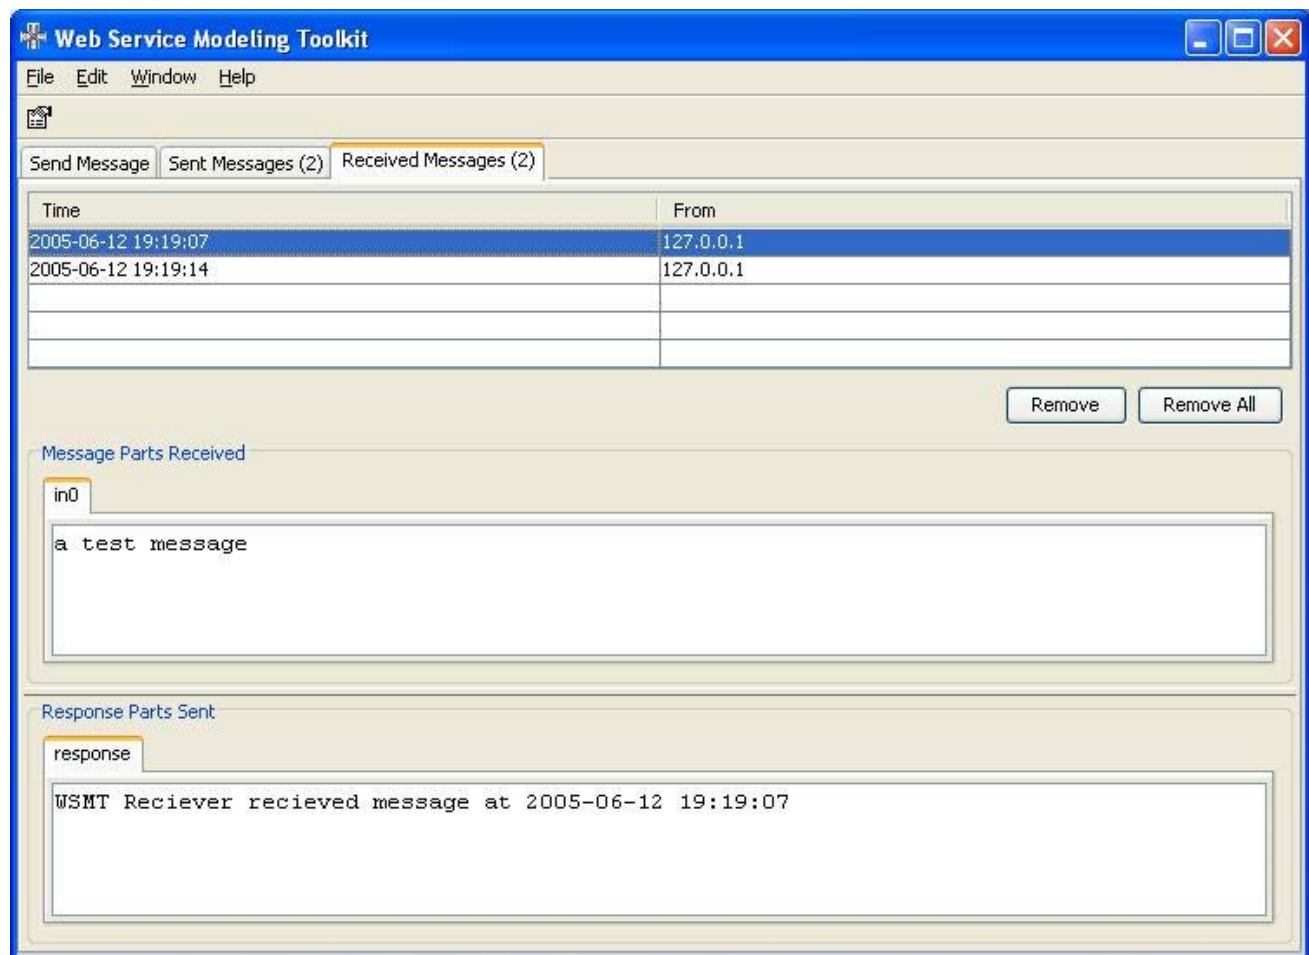 Web Service Modeling Toolkit
File Edit Window Help
Send Message Sent Messages (2) Received Messages (2)
Time From
2005-06-12 19:19:07 127.0.0.1
2005-06-12 19:19:14 127.0.0.1
Remove Remove All
Message Parts Received
in0
a test message
Response Parts Sent
response
WSMT Reciever recieved message at 2005-06-12 19:19:07